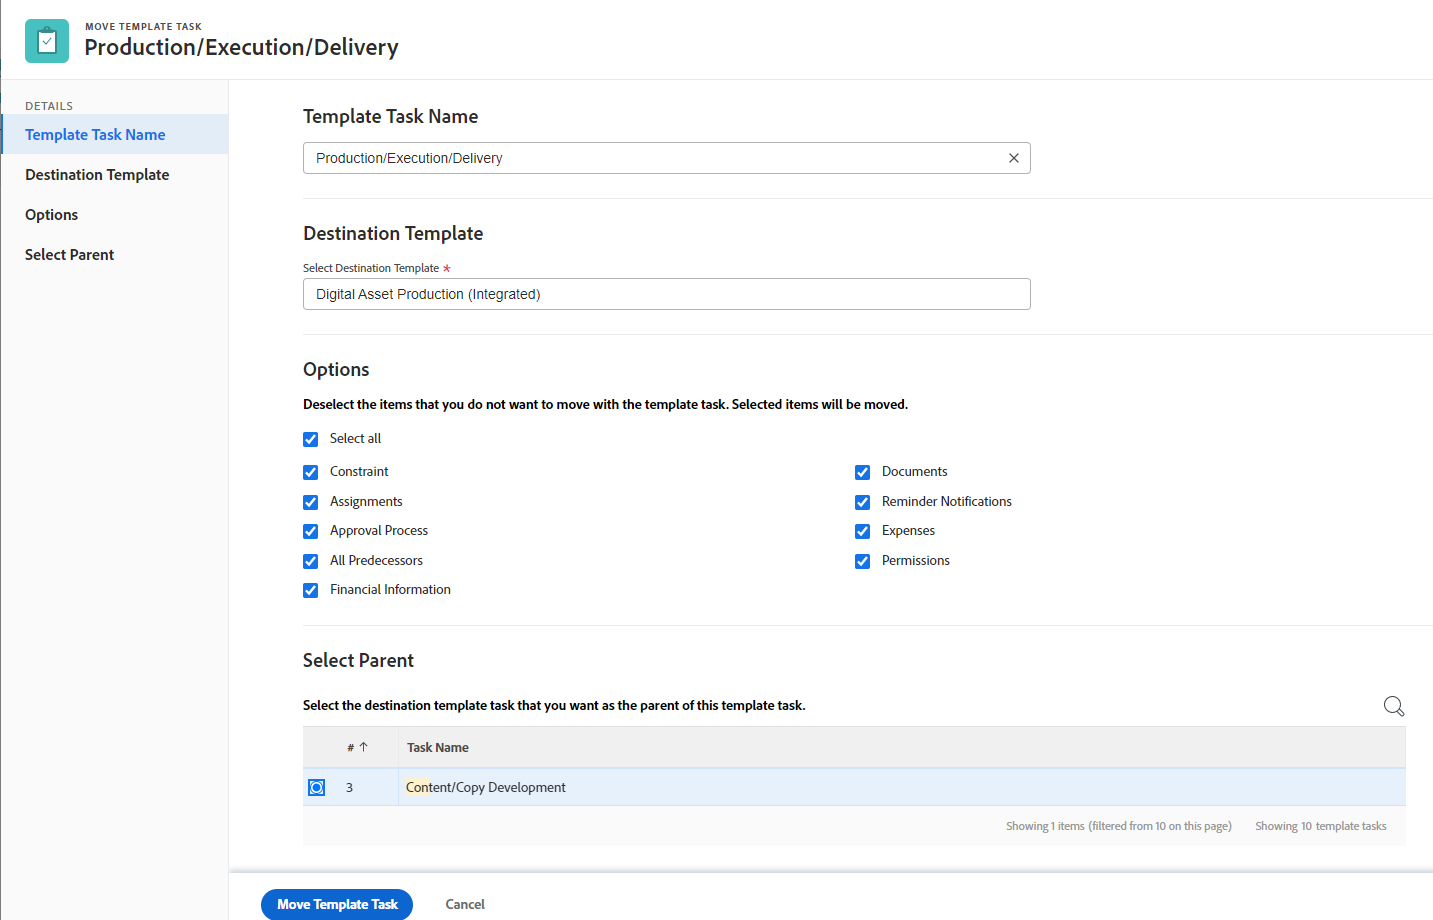 MOVE TEMPLATE TASK
Production/Execution/Delivery
DETAILS
Template Task Name
Destination Template
Options
Select Parent
Template Task Name
Production/Execution/Delivery
Destination Template
Select Destination Template *
Digital Asset Production (Integrated)
Options
Deselect the items that you do not want to move with the template task. Selected items will be moved.
Select all
Constraint
Documents
Assignments
Reminder Notifications
Approval Process
Expenses
All Predecessors
Permissions
Financial Information
Select Parent
Select the destination template task that you want as the parent of this template task.
# ↑ Task Name
3 Content/Copy Development
Showing 1 items (filtered from 10 on this page) Showing 10 template tasks
Move Template Task Cancel